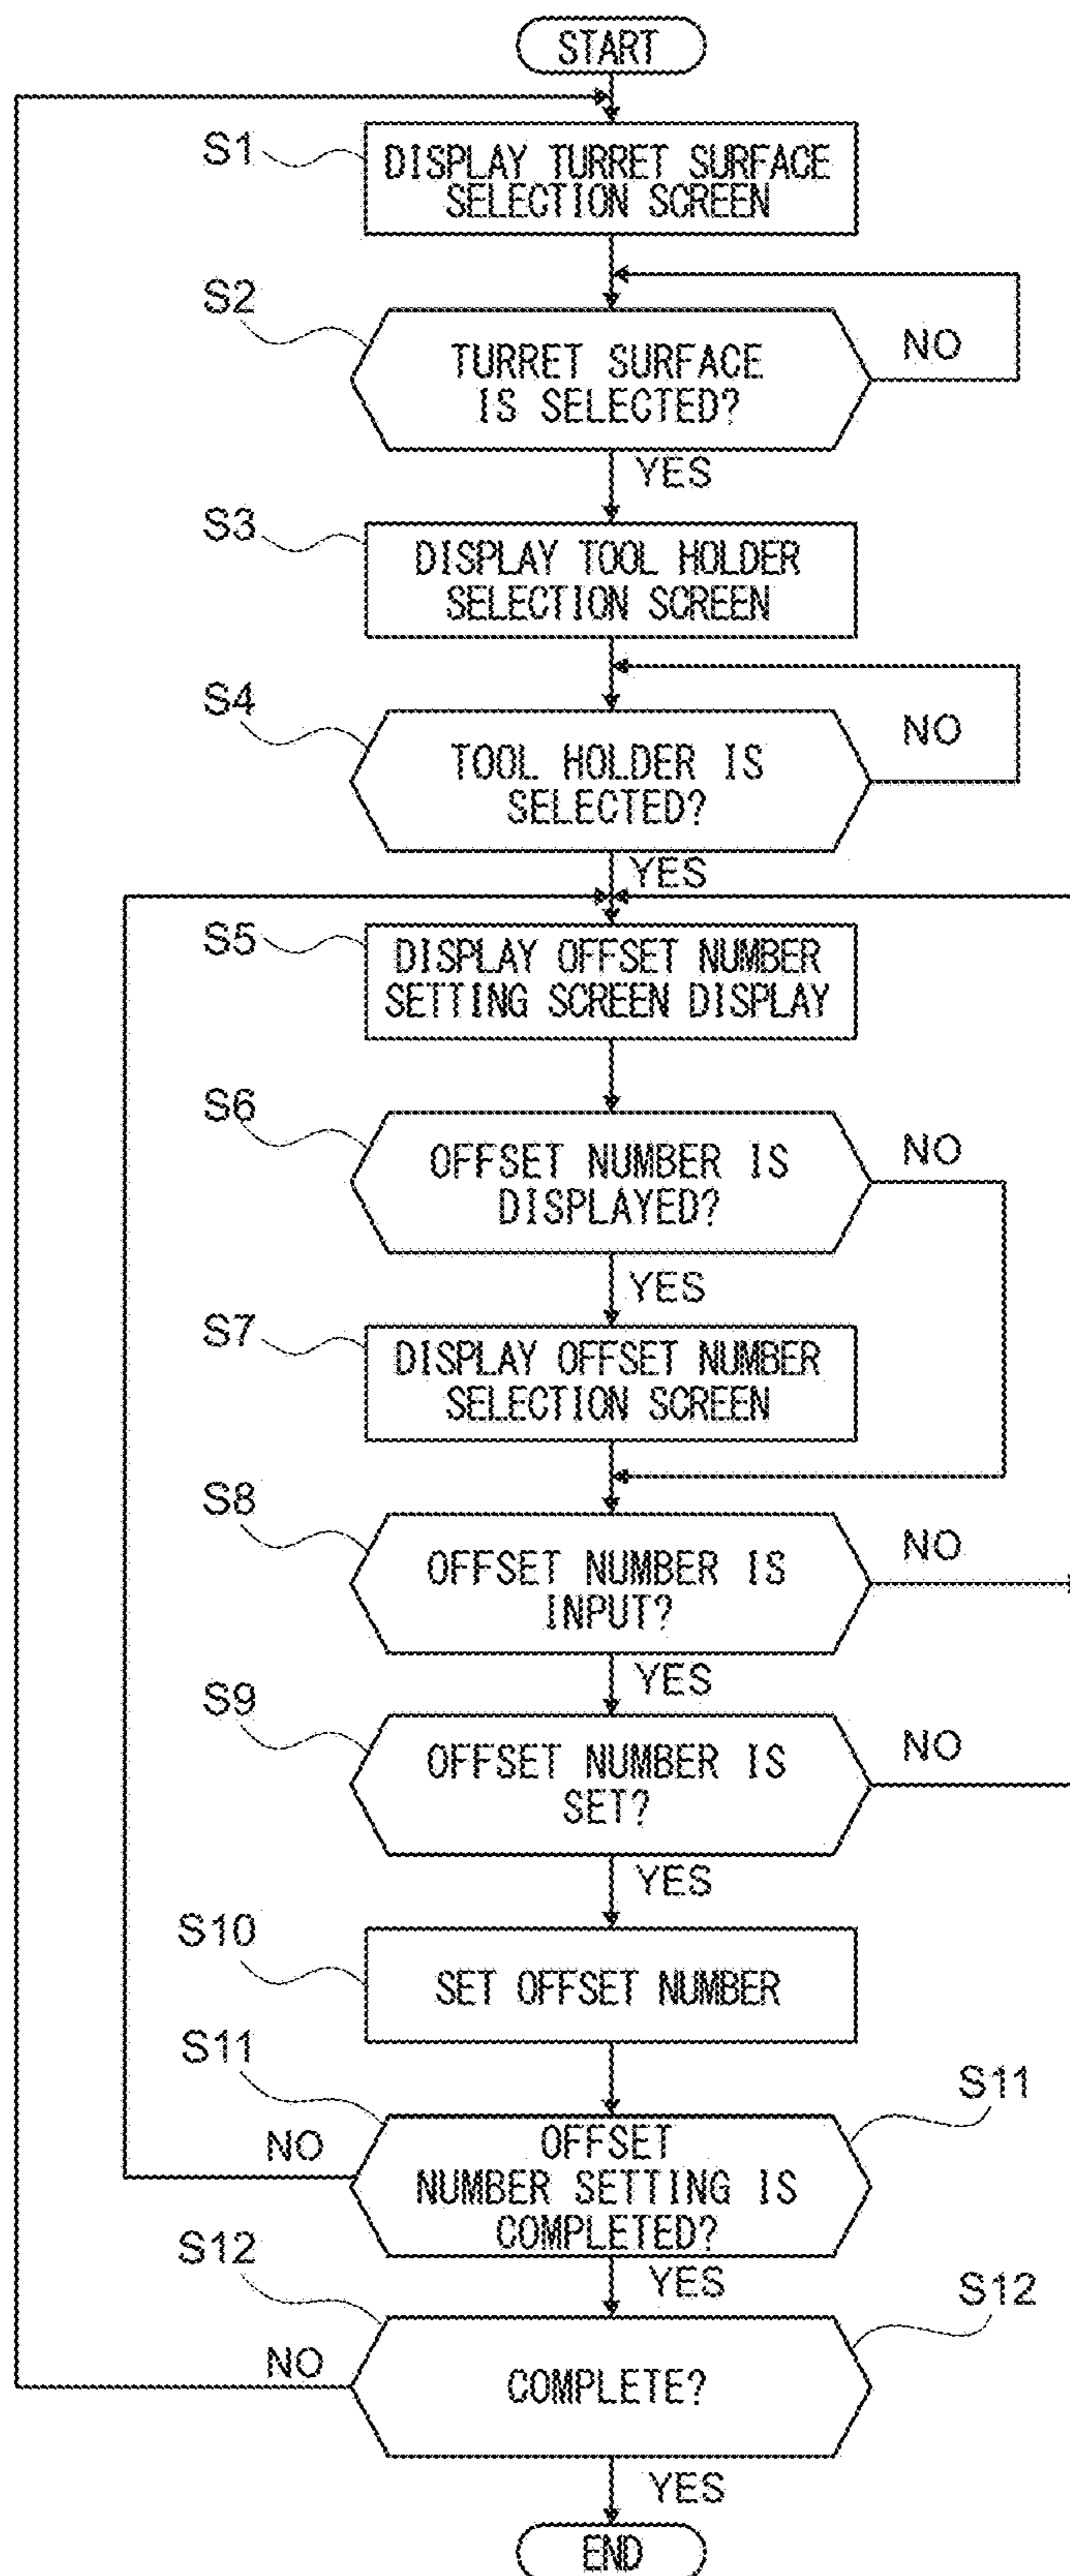 START
S1
DISPLAY TURRET SURFACE
SELECTION SCREEN
S2
TURRET SURFACE
IS SELECTED?
NO
YES
S3
DISPLAY TOOL HOLDER
SELECTION SCREEN
S4
TOOL HOLDER IS
SELECTED?
NO
YES
S5
DISPLAY OFFSET NUMBER
SETTING SCREEN DISPLAY
S6
OFFSET NUMBER IS
DISPLAYED?
NO
YES
S7
DISPLAY OFFSET NUMBER
SELECTION SCREEN
S8
OFFSET NUMBER IS
INPUT?
NO
YES
S9
OFFSET NUMBER IS
SET?
NO
YES
S10
SET OFFSET NUMBER
S11
S11
NO
OFFSET
NUMBER SETTING IS
COMPLETED?
YES
S12
S12
NO
COMPLETE?
YES
END